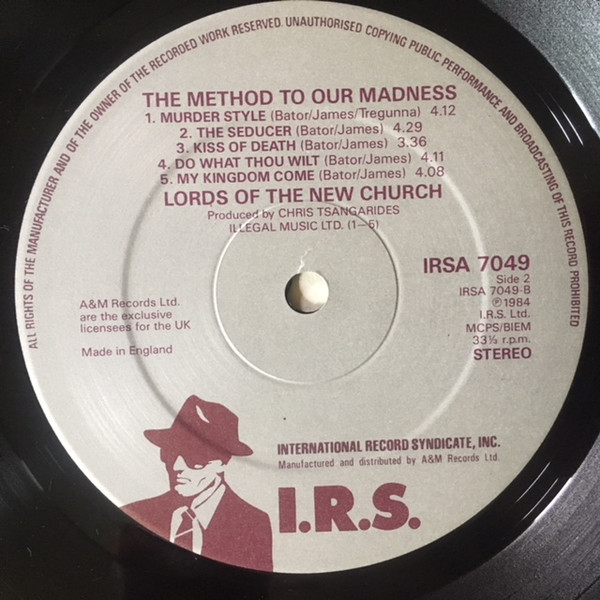 ALL RIGHTS OF THE MANUFACTURER AND OF THE OWNER OF THE RECORDED WORK RESERVED. UNAUTHORISED COPYING PUBLIC PERFORMANCE AND BROADCASTING OF THIS RECORD PROHIBITED
THE METHOD TO OUR MADNESS
1. MURDER STYLE (Bator/James/Tregunna) 4.12
2. THE SEDUCER (Bator/James) 4.29
3. KISS OF DEATH (Bator/James) 3.36
4. DO WHAT THOU WILT (Bator/James) 4.11
5. MY KINGDOM COME (Bator/James) 4.08
LORDS OF THE NEW CHURCH
Produced by CHRIS TSANGARIDES
ILLEGAL MUSIC LTD. (1—5)
IRSA 7049
Side 2
IRSA 7049-B
℗ 1984
I.R.S. Ltd.
MCPS/BIEM
33⅓ r.p.m.
STEREO
A&M Records Ltd.
are the exclusive
licensees for the UK
Made in England
INTERNATIONAL RECORD SYNDICATE, INC.
Manufactured and distributed by A&M Records Ltd.
I.R.S.